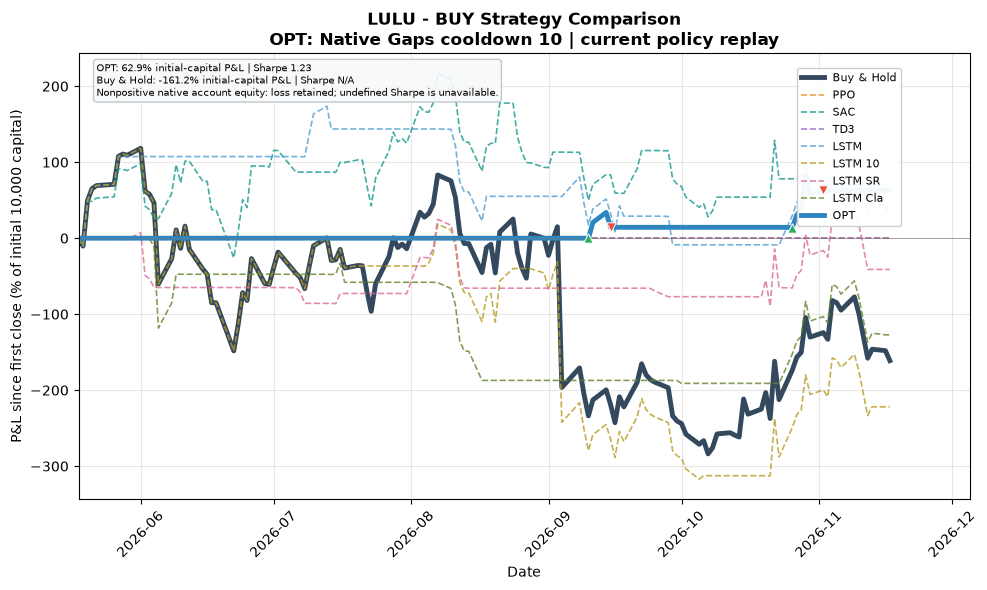 LULU - BUY Strategy Comparison
OPT: Native Gaps cooldown 10 | current policy replay
OPT: 62.9% initial-capital P&L | Sharpe 1.23
Buy & Hold: -161.2% initial-capital P&L | Sharpe N/A
Nonpositive native account equity: loss retained; undefined Sharpe is unavailable.
Buy & Hold
PPO
SAC
TD3
LSTM
LSTM 10
LSTM SR
LSTM Cla
OPT
P&L since first close (% of initial 10,000 capital)
200
100
0
−100
−200
−300
2026-06
2026-07
2026-08
2026-09
2026-10
2026-11
2026-12
Date